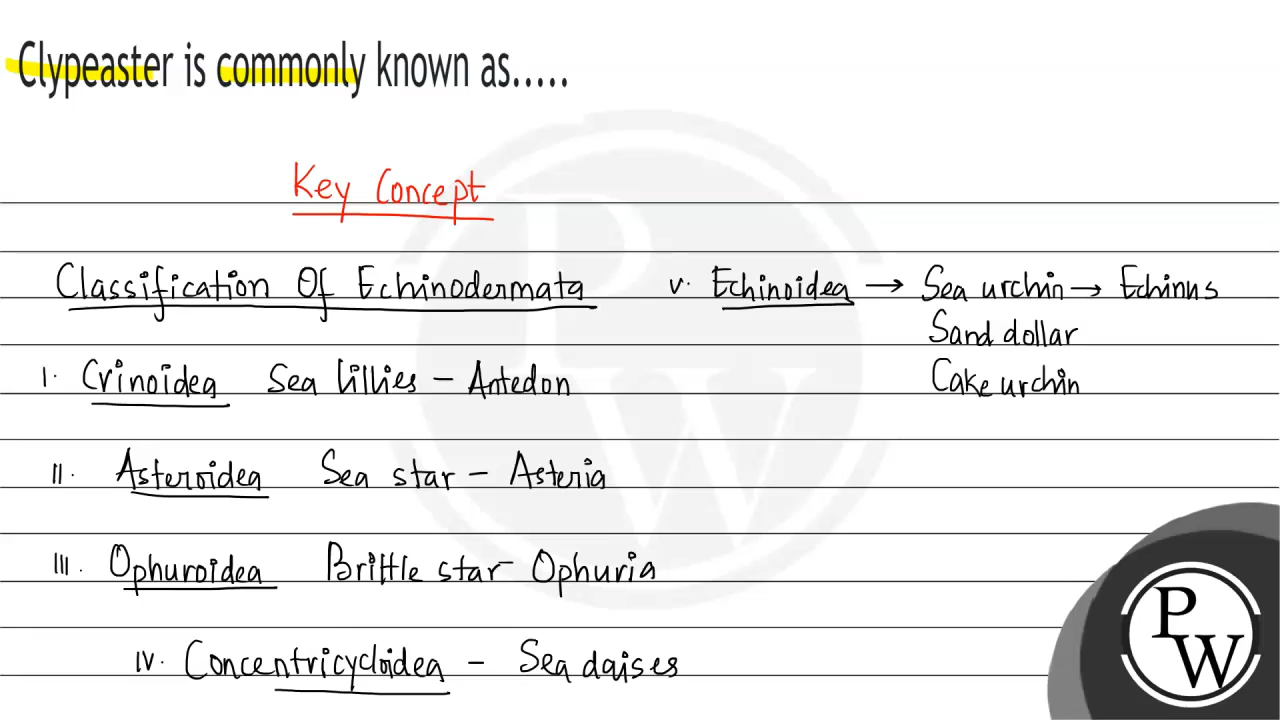 Clypeaster is commonly known as.....
Key Concept
Classification Of Echinodermata
I. Crinoidea Sea lillies - Antedon
II. Asteroidea Sea star - Asteria
III. Ophuroidea Brittle star - Ophuria
IV. Concentricycloidea - Sea daises
V. Echinoidea → Sea urchin → Echinus
Sand dollar
Cake urchin
P
W
PW